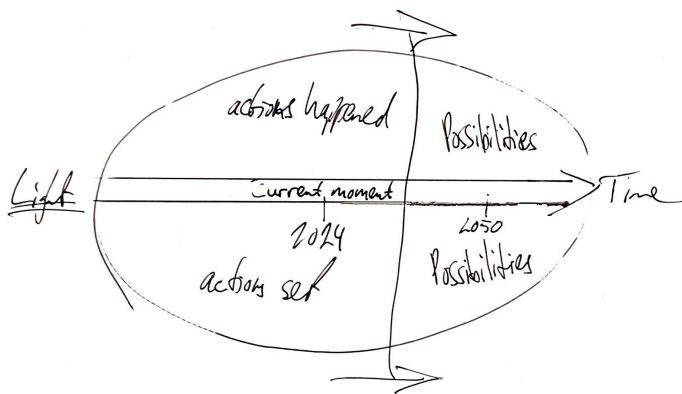 actions happened
Possibilities
Light
Current moment
Time
2024
2050
actions set
Possibilities